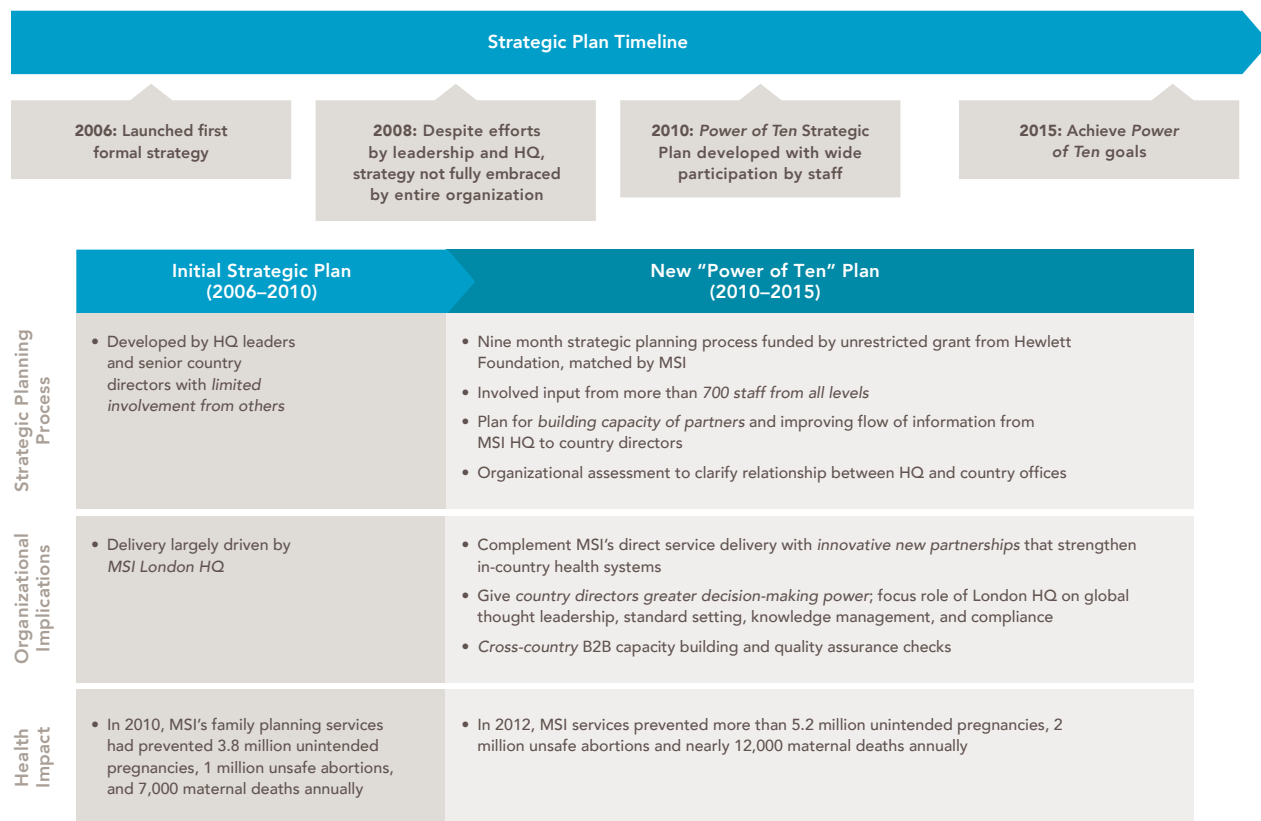 Strategic Plan Timeline
2006: Launched first
formal strategy
2008: Despite efforts
by leadership and HQ,
strategy not fully embraced
by entire organization
2010: Power of Ten Strategic
Plan developed with wide
participation by staff
2015: Achieve Power
of Ten goals
Initial Strategic Plan
(2006–2010)
New "Power of Ten" Plan
(2010–2015)
Strategic Planning
Process
• Developed by HQ leaders
and senior country
directors with limited
involvement from others
• Nine month strategic planning process funded by unrestricted grant from Hewlett
Foundation, matched by MSI
• Involved input from more than 700 staff from all levels
• Plan for building capacity of partners and improving flow of information from
MSI HQ to country directors
• Organizational assessment to clarify relationship between HQ and country offices
Organizational
Implications
• Delivery largely driven by
MSI London HQ
• Complement MSI's direct service delivery with innovative new partnerships that strengthen
in-country health systems
• Give country directors greater decision-making power; focus role of London HQ on global
thought leadership, standard setting, knowledge management, and compliance
• Cross-country B2B capacity building and quality assurance checks
Health
Impact
• In 2010, MSI's family planning services
had prevented 3.8 million unintended
pregnancies, 1 million unsafe abortions,
and 7,000 maternal deaths annually
• In 2012, MSI services prevented more than 5.2 million unintended pregnancies, 2
million unsafe abortions and nearly 12,000 maternal deaths annually